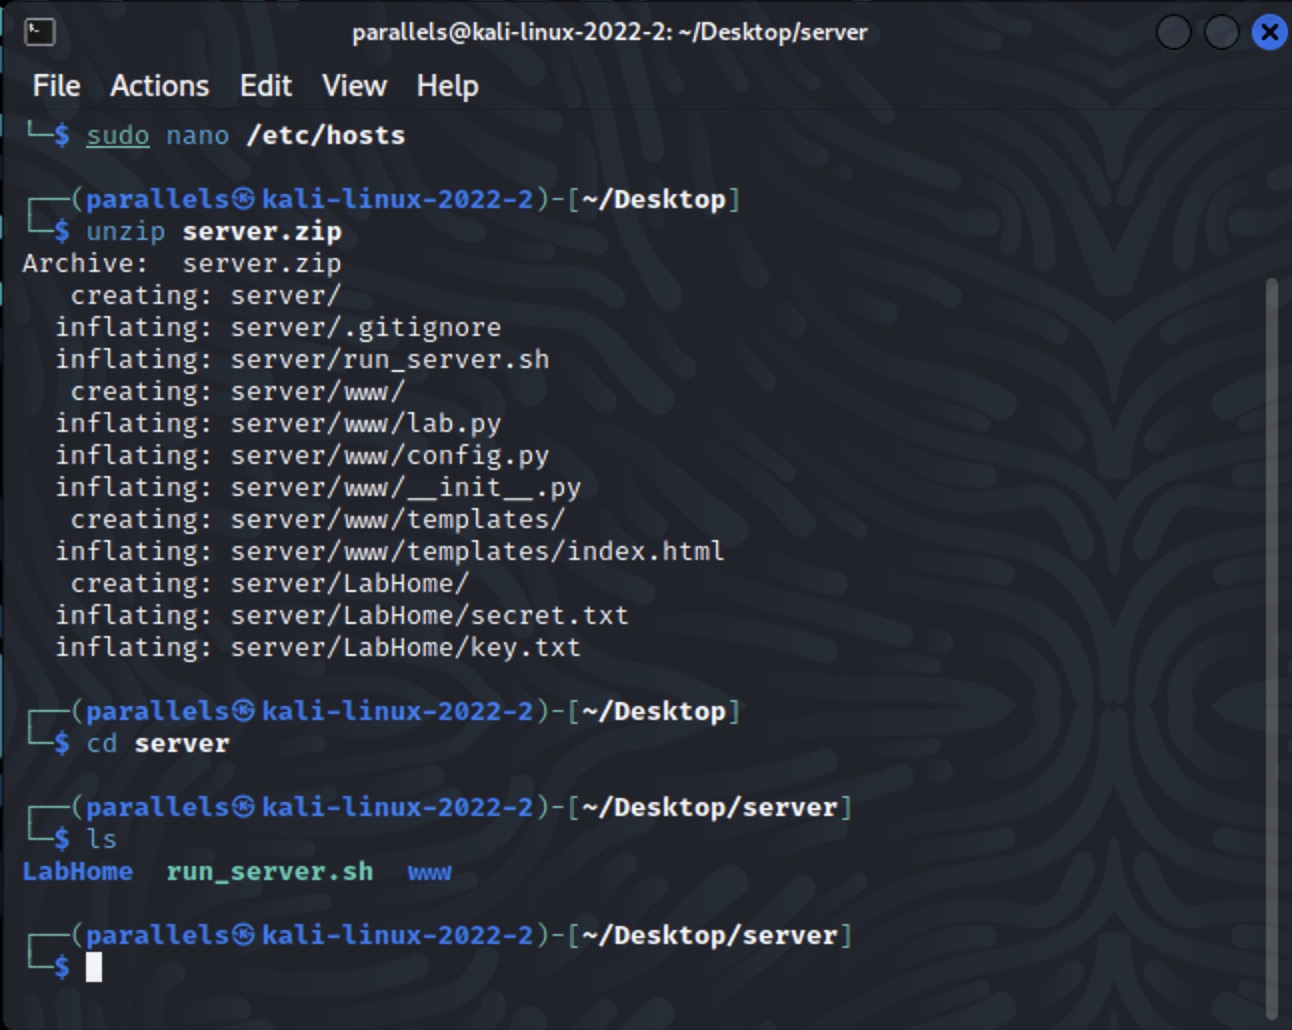 parallels@kali-linux-2022-2: ~/Desktop/server
File Actions Edit View Help
└─$ sudo nano /etc/hosts
┌──(parallels㉿kali-linux-2022-2)-[~/Desktop]
└─$ unzip server.zip
Archive:  server.zip
   creating: server/
  inflating: server/.gitignore
  inflating: server/run_server.sh
   creating: server/www/
  inflating: server/www/lab.py
  inflating: server/www/config.py
  inflating: server/www/__init__.py
   creating: server/www/templates/
  inflating: server/www/templates/index.html
   creating: server/LabHome/
  inflating: server/LabHome/secret.txt
  inflating: server/LabHome/key.txt
┌──(parallels㉿kali-linux-2022-2)-[~/Desktop]
└─$ cd server
┌──(parallels㉿kali-linux-2022-2)-[~/Desktop/server]
└─$ ls
LabHome  run_server.sh  www
┌──(parallels㉿kali-linux-2022-2)-[~/Desktop/server]
└─$